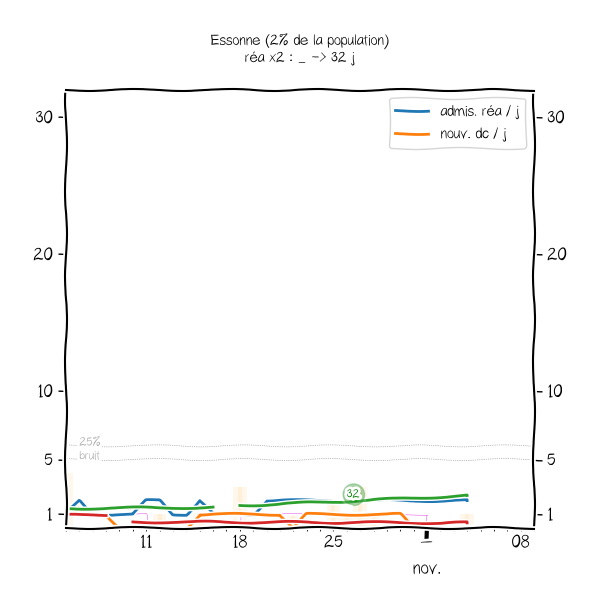 Essonne (2% de la population)
réa x2 : _ -> 32 j
admis. réa / j
nouv. dc / j
30
30
20
20
10
10
25%
5
5
bruit
32
1
1
11
18
25
_
08
nov.